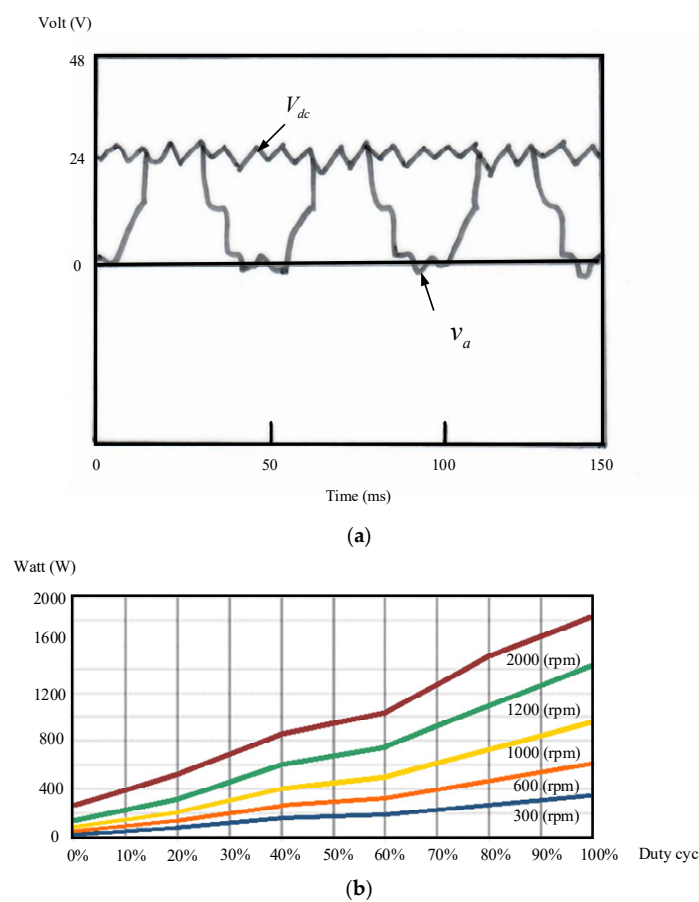 Volt (V)
48
V_dc
24
0
v_a
0 50 100 150
Time (ms)
(a)
Watt (W)
2000
1600
2000 (rpm)
1200
1200 (rpm)
800
1000 (rpm)
600 (rpm)
400
300 (rpm)
0
0% 10% 20% 30% 40% 50% 60% 70% 80% 90% 100% Duty cyc
(b)